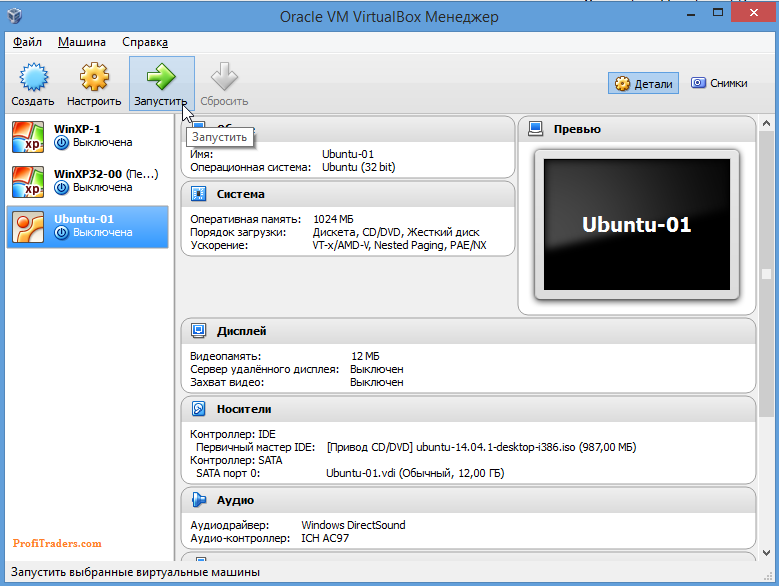 Oracle VM VirtualBox Менеджер
Файл Машина Справка
Создать Настроить Запустить Сбросить Детали Снимки
Запустить
WinXP-1
Выключена
WinXP32-00 (Пе...)
Выключена
Ubuntu-01
Выключена
Имя: Ubuntu-01
Операционная система: Ubuntu (32 bit)
Система
Оперативная память: 1024 МБ
Порядок загрузки: Дискета, CD/DVD, Жесткий диск
Ускорение: VT-x/AMD-V, Nested Paging, PAE/NX
Превью
Ubuntu-01
Дисплей
Видеопамять: 12 МБ
Сервер удалённого дисплея: Выключен
Захват видео: Выключен
Носители
Контроллер: IDE
Первичный мастер IDE: [Привод CD/DVD] ubuntu-14.04.1-desktop-i386.iso (987,00 МБ)
Контроллер: SATA
SATA порт 0: Ubuntu-01.vdi (Обычный, 12,00 ГБ)
Аудио
Аудиодрайвер: Windows DirectSound
Аудио-контроллер: ICH AC97
ProfiTraders.com
Запустить выбранные виртуальные машины